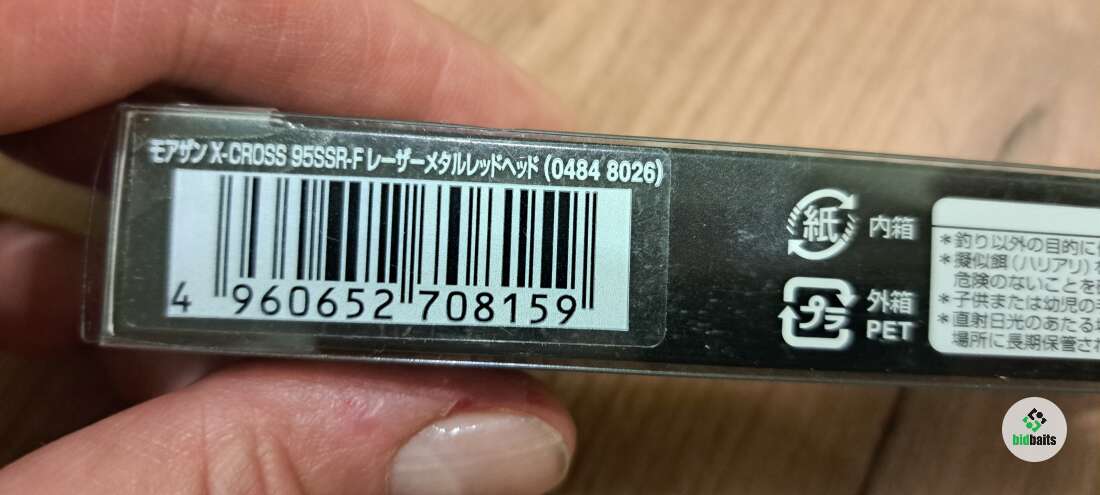 モアザン X-CROSS 95SSR-F レーザーメタルレッドヘッド (0484 8026)
4 960652 708159
紙 内箱
プラ 外箱
PET
*釣り以外の目的に
*擬似餌(ハリアリ)
危険のないことを
*子供または幼児の
*直射日光のあたる
場所に長期保管
bidbaits